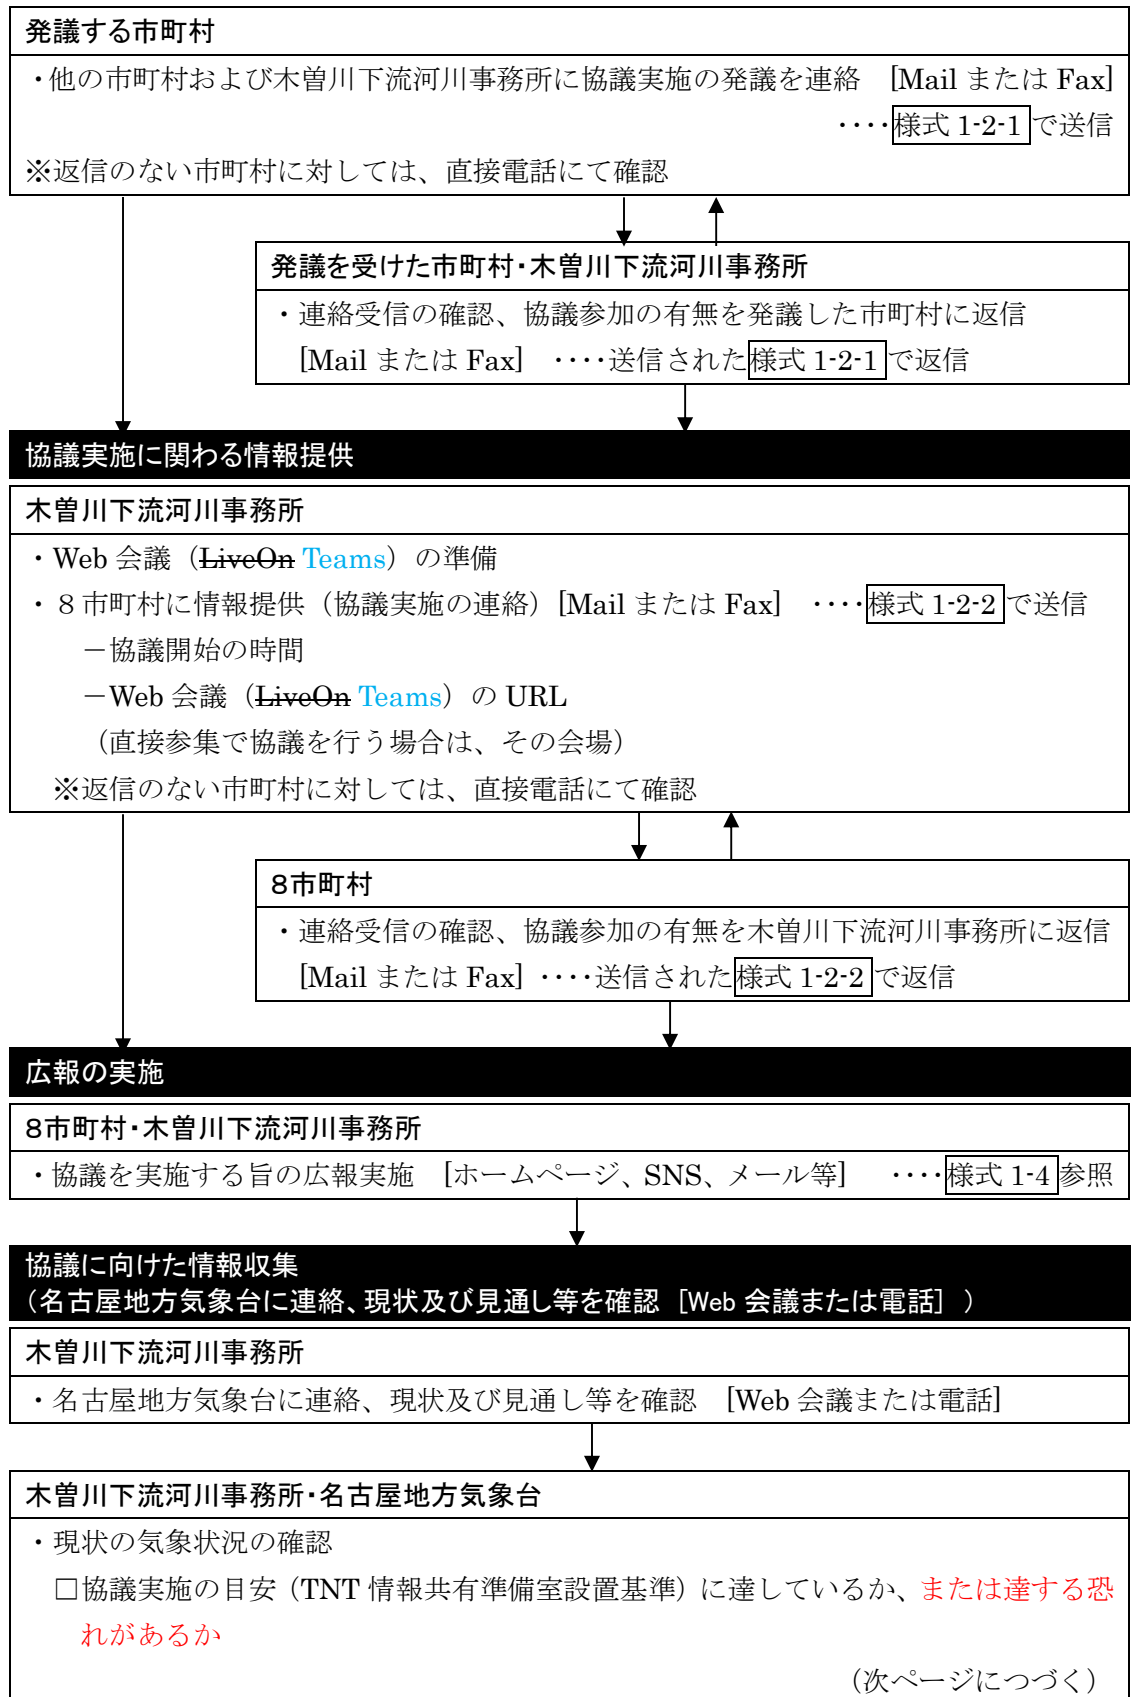 発議する市町村
・他の市町村および木曽川下流河川事務所に協議実施の発議を連絡　[Mail または Fax]
････様式 1-2-1 で送信
※返信のない市町村に対しては、直接電話にて確認
発議を受けた市町村・木曽川下流河川事務所
・連絡受信の確認、協議参加の有無を発議した市町村に返信
[Mail または Fax]　････送信された様式 1-2-1 で返信
協議実施に関わる情報提供
木曽川下流河川事務所
・Web 会議（LiveOn Teams）の準備
・８市町村に情報提供（協議実施の連絡）[Mail または Fax]　････様式 1-2-2 で送信
－協議開始の時間
－Web 会議（LiveOn Teams）の URL
（直接参集で協議を行う場合は、その会場）
※返信のない市町村に対しては、直接電話にて確認
８市町村
・連絡受信の確認、協議参加の有無を木曽川下流河川事務所に返信
[Mail または Fax] ････送信された様式 1-2-2 で返信
広報の実施
８市町村・木曽川下流河川事務所
・協議を実施する旨の広報実施　[ホームページ、SNS、メール等]　････様式 1-4 参照
協議に向けた情報収集
（名古屋地方気象台に連絡、現状及び見通し等を確認［Web 会議または電話］）
木曽川下流河川事務所
・名古屋地方気象台に連絡、現状及び見通し等を確認　[Web 会議または電話]
木曽川下流河川事務所・名古屋地方気象台
・現状の気象状況の確認
□協議実施の目安（TNT 情報共有準備室設置基準）に達しているか、または達する恐
れがあるか
（次ページにつづく）